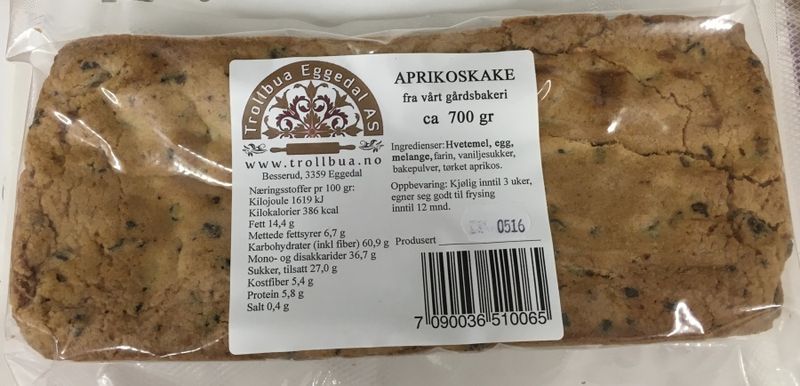 Trollbua Eggedal AS
www.trollbua.no
Besserud, 3359 Eggedal
Næringsstoffer pr 100 gr:
Kilojoule 1619 kJ
Kilokalorier 386 kcal
Fett 14,4 g
Mettede fettsyrer 6,7 g
Karbohydrater (inkl fiber) 60,9 g
Mono- og disakkarider 36,7 g
Sukker, tilsatt 27,0 g
Kostfiber 5,4 g
Protein 5,8 g
Salt 0,4 g
APRIKOSKAKE
fra vårt gårdsbakeri
ca 700 gr
Ingredienser: Hvetemel, egg,
melange, farin, vaniljesukker,
bakepulver, tørket aprikos.
Oppbevaring: Kjølig inntil 3 uker,
egner seg godt til frysing
inntil 12 mnd.
Produsert 0516
7 090036 510065